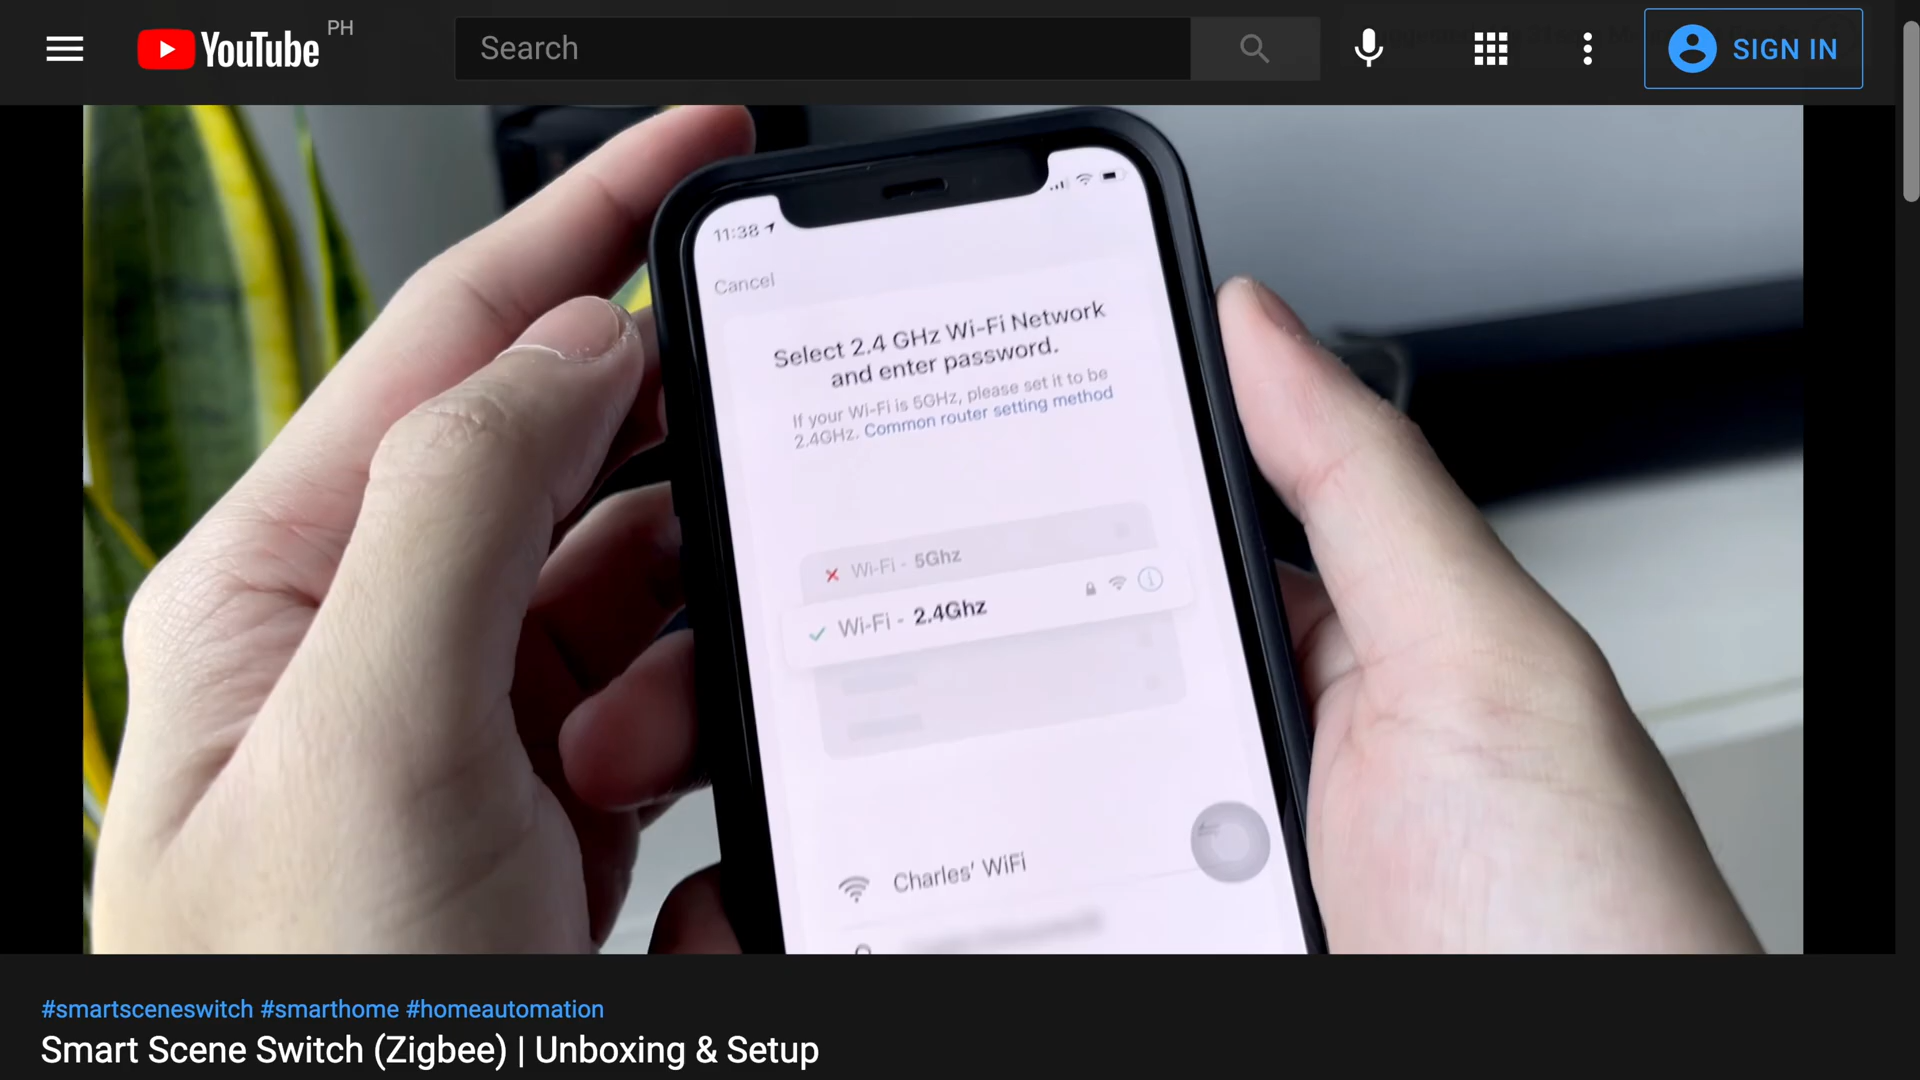 YouTube PH
Search
SIGN IN
11:38
Cancel
Select 2.4 GHz Wi-Fi Network
and enter password.
If your Wi-Fi is 5GHz, please set it to be
2.4GHz. Common router setting method
Wi-Fi - 5Ghz
Wi-Fi - 2.4Ghz
Charles' WiFi
#smartsceneswitch #smarthome #homeautomation
Smart Scene Switch (Zigbee) | Unboxing & Setup